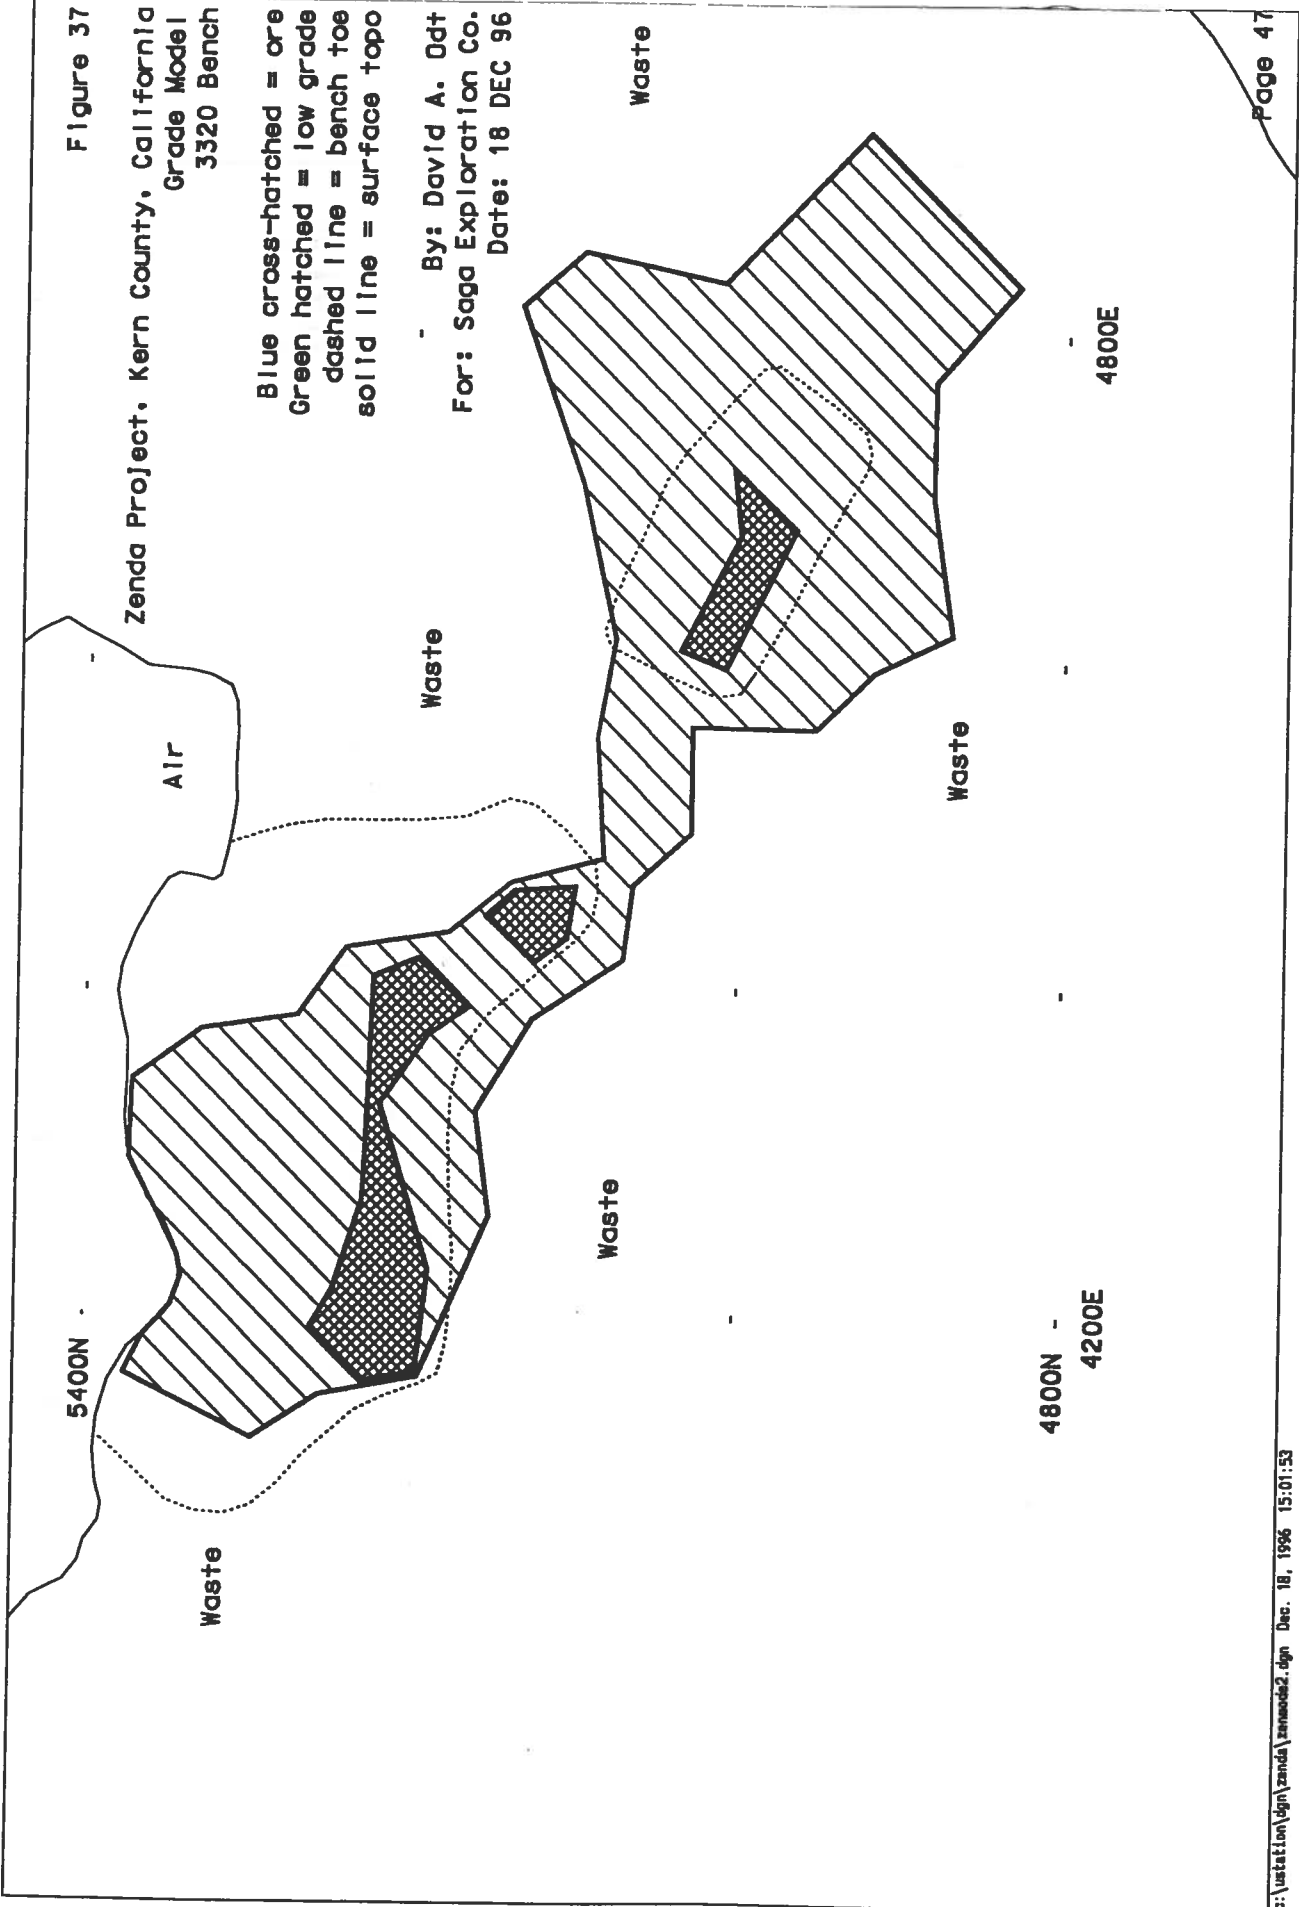 Figure 37
Zenda Project, Kern County, California
Grade Model
3320 Bench
Blue cross-hatched = ore
Green hatched = low grade
dashed line = bench toe
solid line = surface topo
By: David A. Odt
For: Saga Exploration Co.
Date: 18 DEC 96
5400N
Air
Waste
Waste
Waste
Waste
Waste
4800N
4200E
4800E
Page 47
c:\ustation\dgn\zenda\zenmode2.dgn Dec. 18, 1996 15:01:53